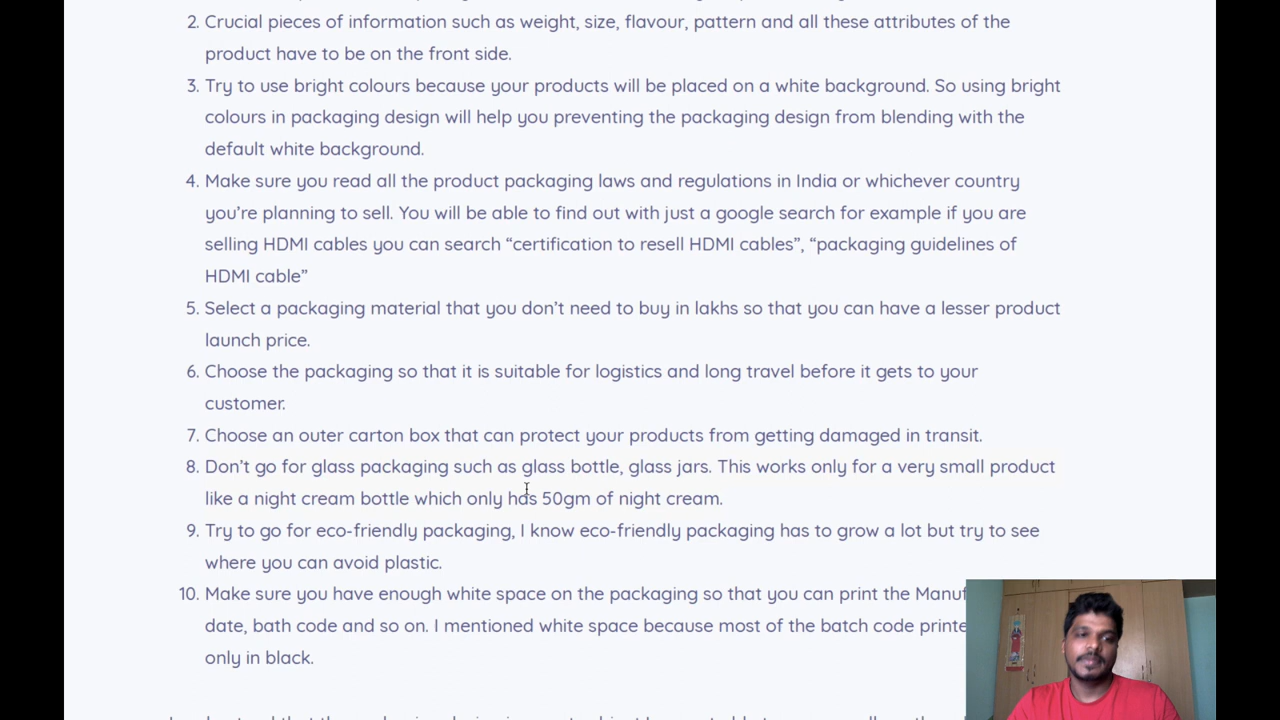 2. Crucial pieces of information such as weight, size, flavour, pattern and all these attributes of the
product have to be on the front side.
3. Try to use bright colours because your products will be placed on a white background. So using bright
colours in packaging design will help you preventing the packaging design from blending with the
default white background.
4. Make sure you read all the product packaging laws and regulations in India or whichever country
you’re planning to sell. You will be able to find out with just a google search for example if you are
selling HDMI cables you can search “certification to resell HDMI cables”, “packaging guidelines of
HDMI cable”
5. Select a packaging material that you don’t need to buy in lakhs so that you can have a lesser product
launch price.
6. Choose the packaging so that it is suitable for logistics and long travel before it gets to your
customer.
7. Choose an outer carton box that can protect your products from getting damaged in transit.
8. Don’t go for glass packaging such as glass bottle, glass jars. This works only for a very small product
like a night cream bottle which only has 50gm of night cream.
9. Try to go for eco-friendly packaging, I know eco-friendly packaging has to grow a lot but try to see
where you can avoid plastic.
10. Make sure you have enough white space on the packaging so that you can print the Manuf
date, bath code and so on. I mentioned white space because most of the batch code printe
only in black.